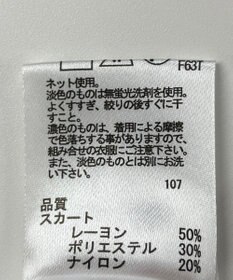 F63T
ネット使用。
淡色のものは無蛍光洗剤を使用。
よくすすぎ、絞りの後すぐに干
すこと。
濃色のものは、着用による摩擦
で色落ちする事がありますので、
組み合せの衣服にご注意下さい。
また、淡色のものとは別にお洗
い下さい。
107
品質
スカート
レーヨン 50%
ポリエステル 30%
ナイロン 20%